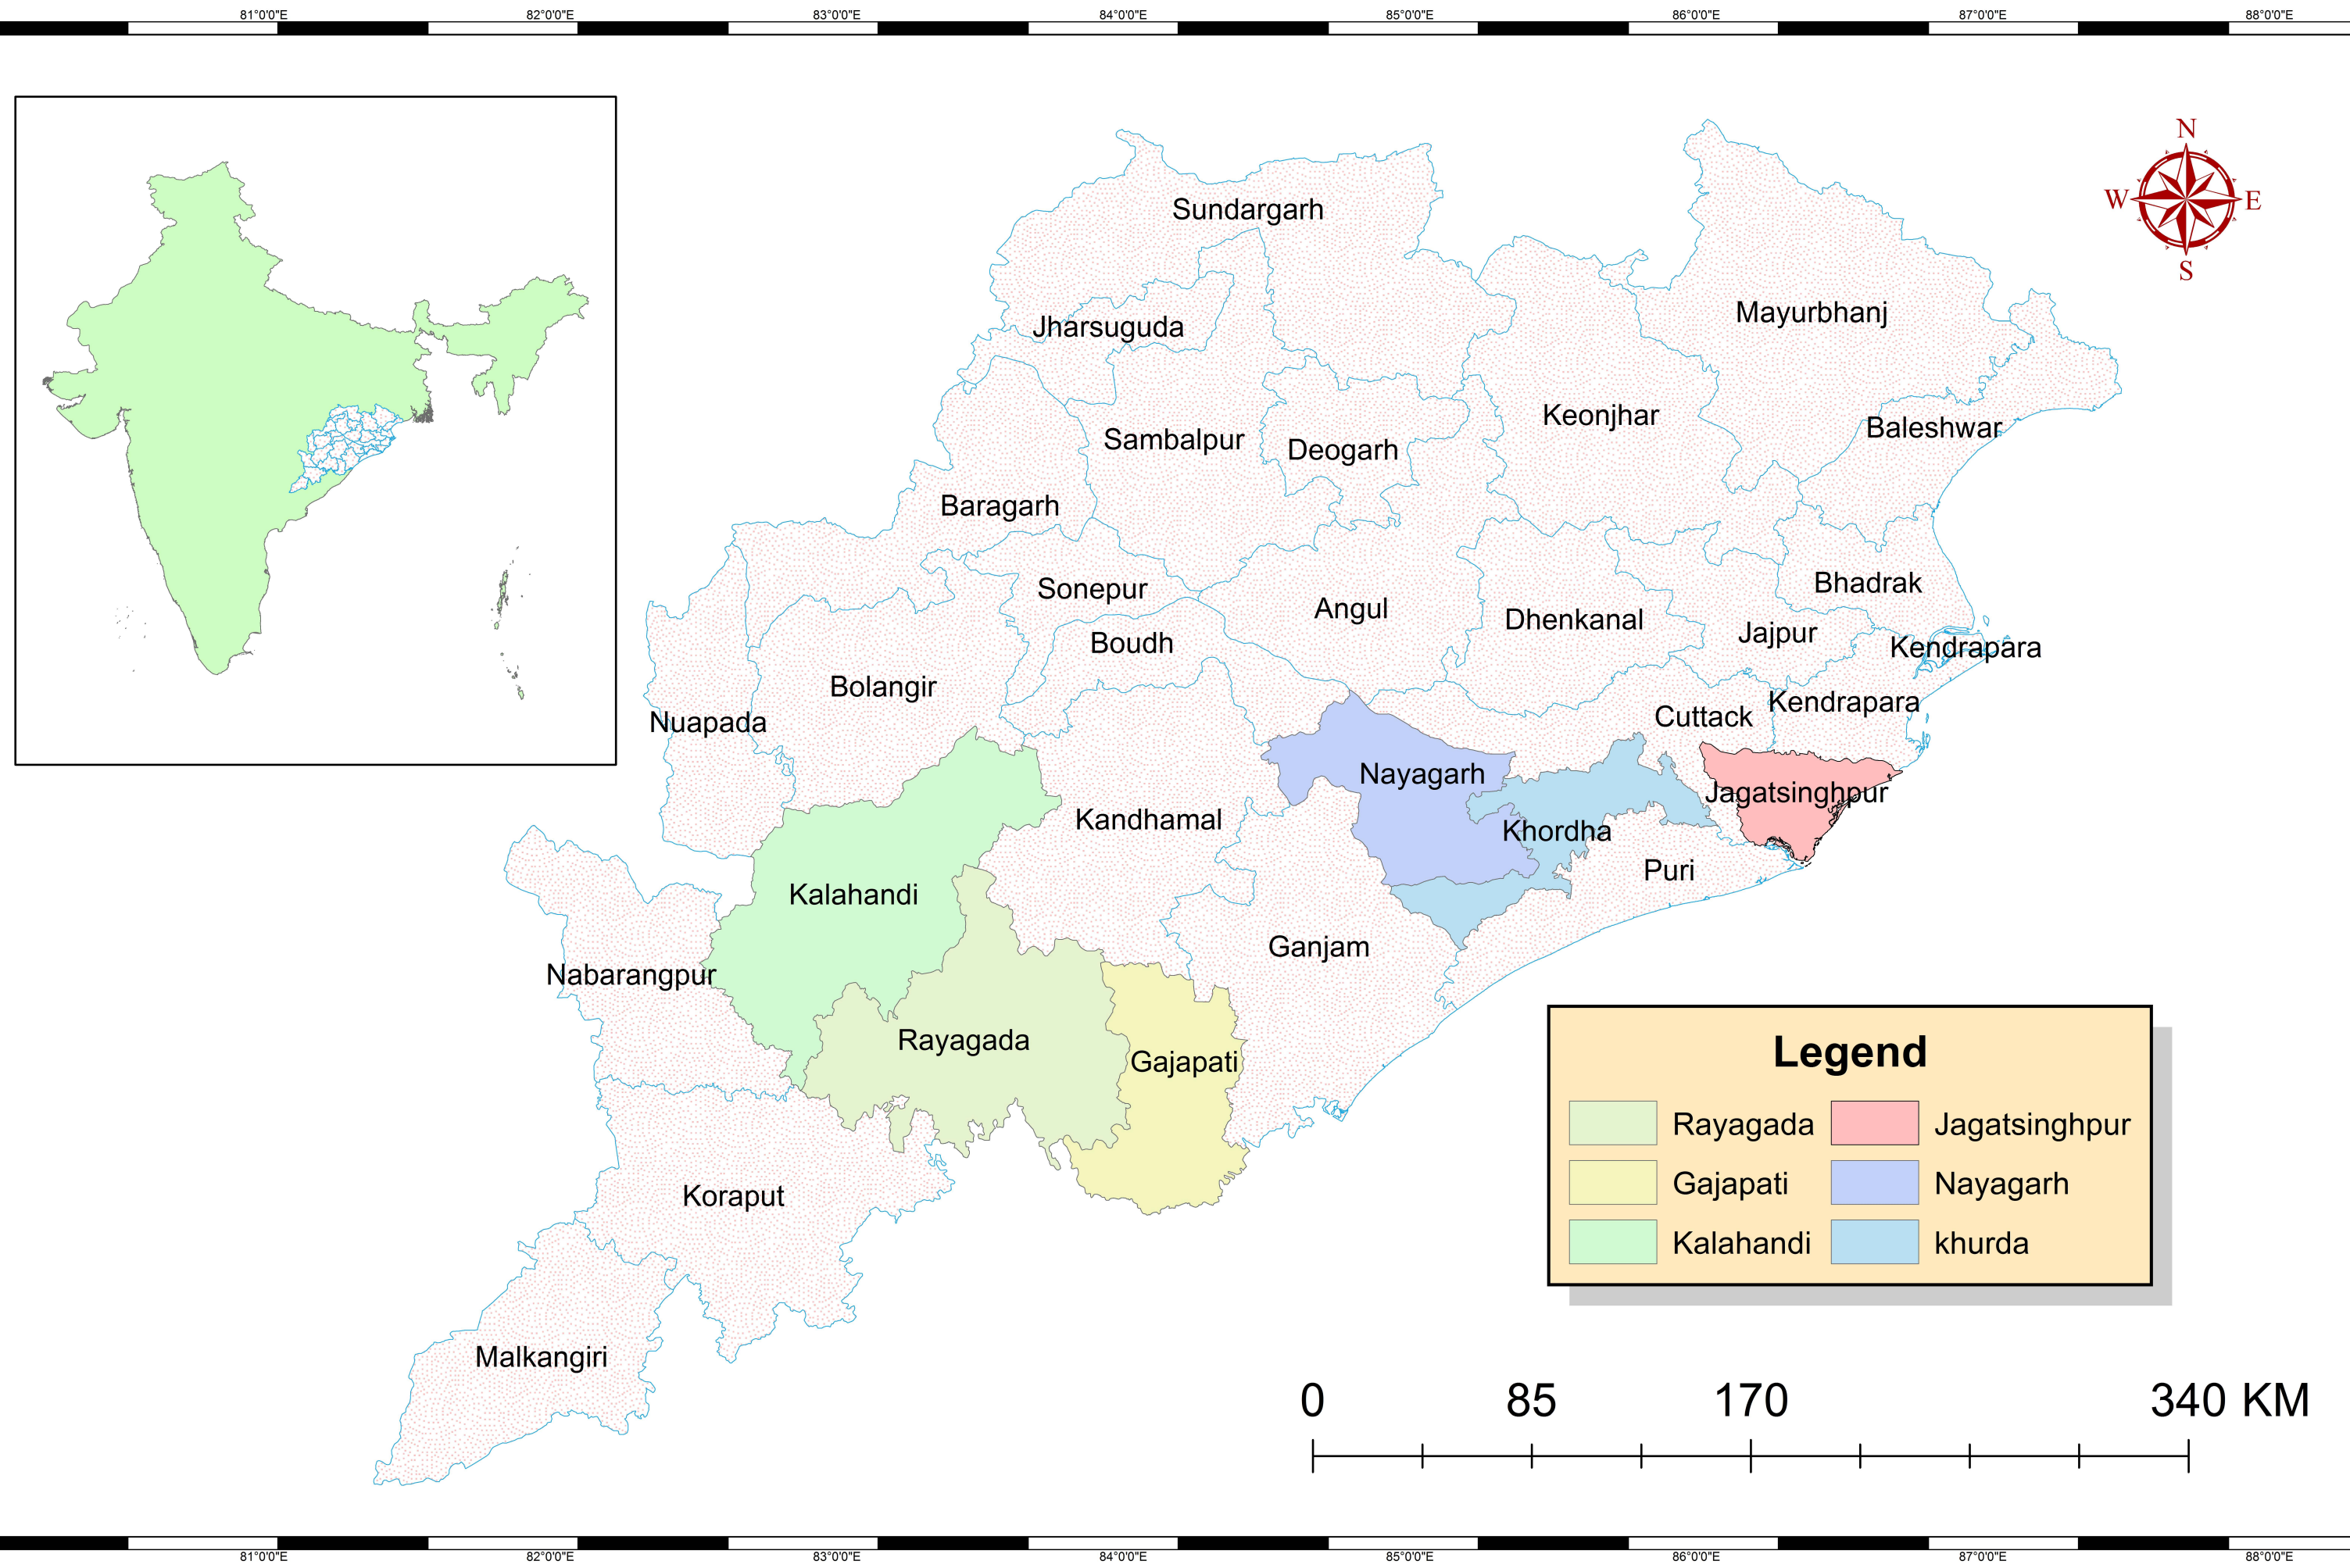 81°0'0"E 82°0'0"E 83°0'0"E 84°0'0"E 85°0'0"E 86°0'0"E 87°0'0"E 88°0'0"E
N
W E
S
Sundargarh
Mayurbhanj
Jharsuguda
Keonjhar
Baleshwar
Sambalpur
Deogarh
Baragarh
Bhadrak
Sonepur
Angul
Dhenkanal
Jajpur
Boudh
Kendrapara
Bolangir
Kendrapara
Cuttack
Nuapada
Nayagarh
Jagatsinghpur
Kandhamal
Khordha
Puri
Kalahandi
Ganjam
Nabarangpur
Rayagada
Gajapati
Koraput
Malkangiri
Legend
Rayagada Jagatsinghpur
Gajapati Nayagarh
Kalahandi khurda
0 85 170 340 KM
81°0'0"E 82°0'0"E 83°0'0"E 84°0'0"E 85°0'0"E 86°0'0"E 87°0'0"E 88°0'0"E